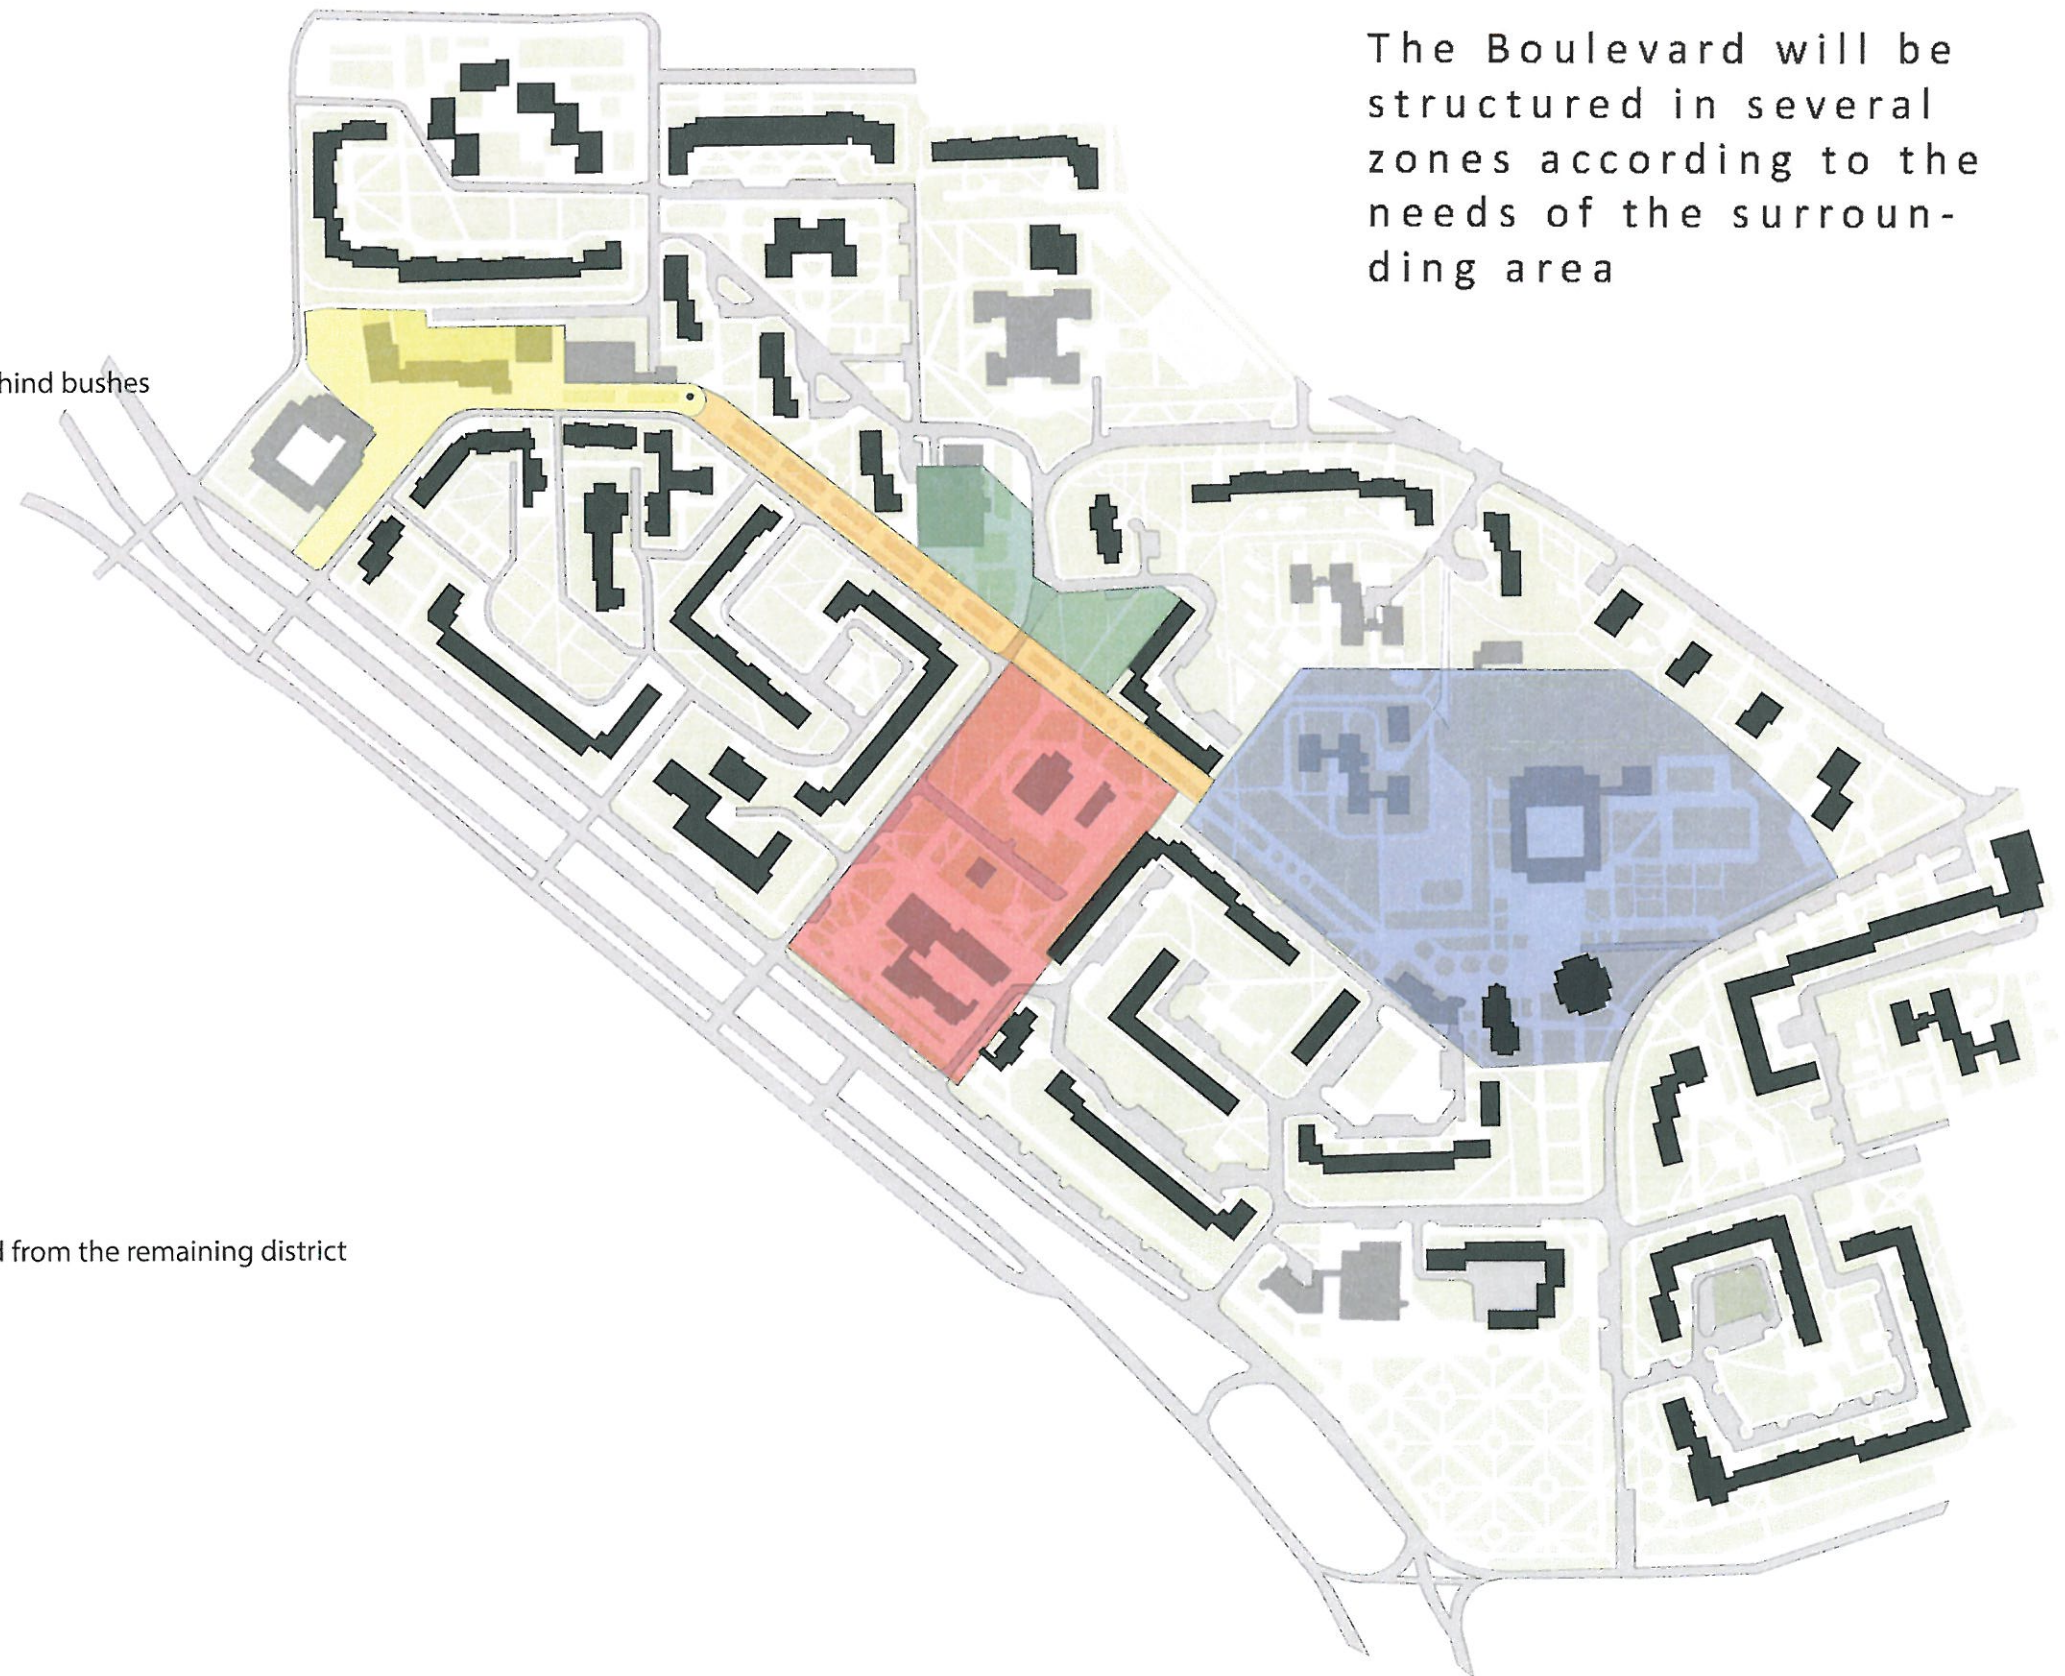 The Boulevard will be
structured in several
zones according to the
needs of the surroun-
ding area
hind bushes
from the remaining district